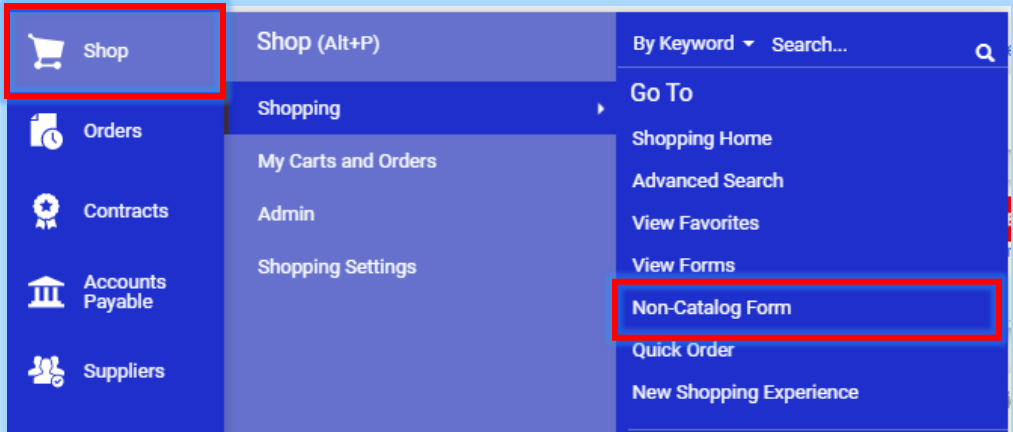 Shop
Orders
Contracts
Accounts
Payable
Suppliers
Shop (Alt+P)
Shopping
My Carts and Orders
Admin
Shopping Settings
By Keyword Search...
Go To
Shopping Home
Advanced Search
View Favorites
View Forms
Non-Catalog Form
Quick Order
New Shopping Experience